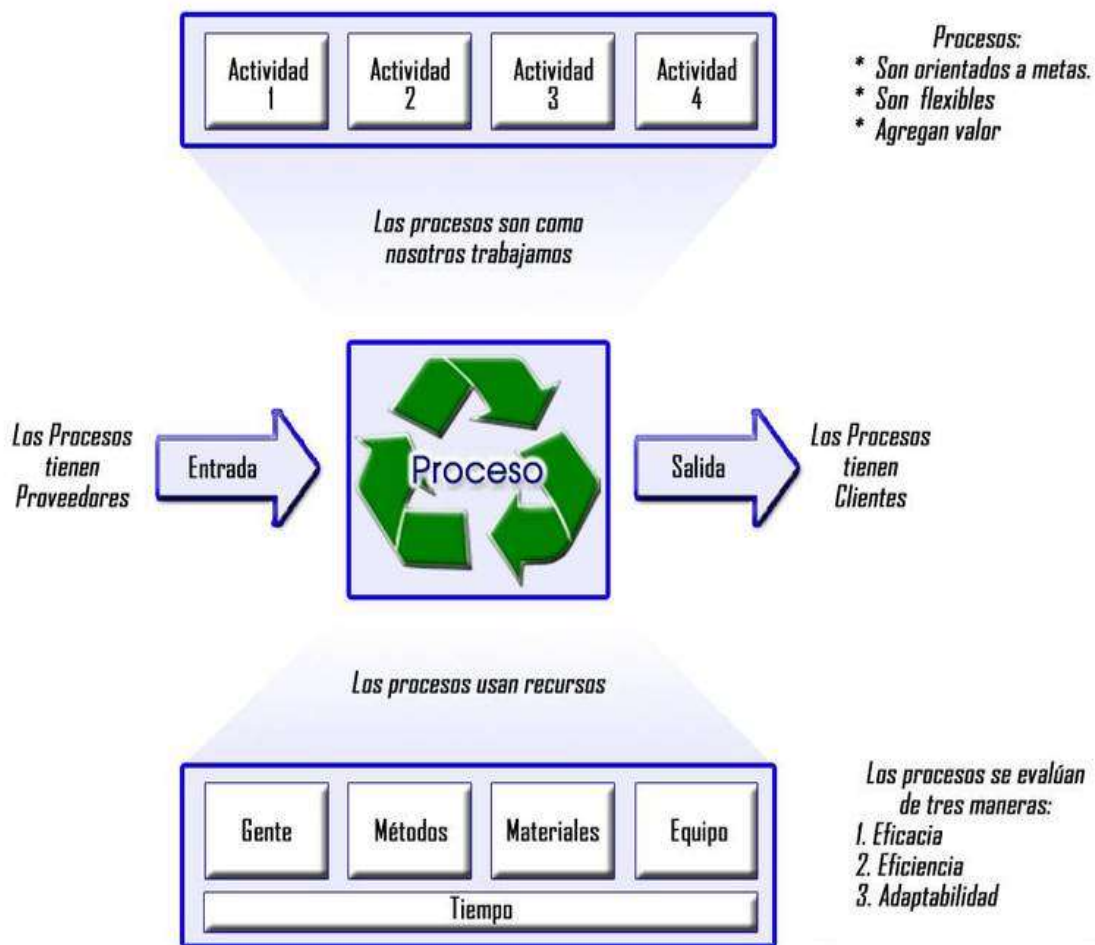 Actividad
1
Actividad
2
Actividad
3
Actividad
4
Procesos:
* Son orientados a metas.
* Son flexibles
* Agregan valor
Los procesos son como
nosotros trabajamos
Los Procesos
tienen
Proveedores
Entrada
Proceso
Salida
Los Procesos
tienen
Clientes
Los procesos usan recursos
Gente
Métodos
Materiales
Equipo
Tiempo
Los procesos se evalúan
de tres maneras:
1. Eficacia
2. Eficiencia
3. Adaptabilidad